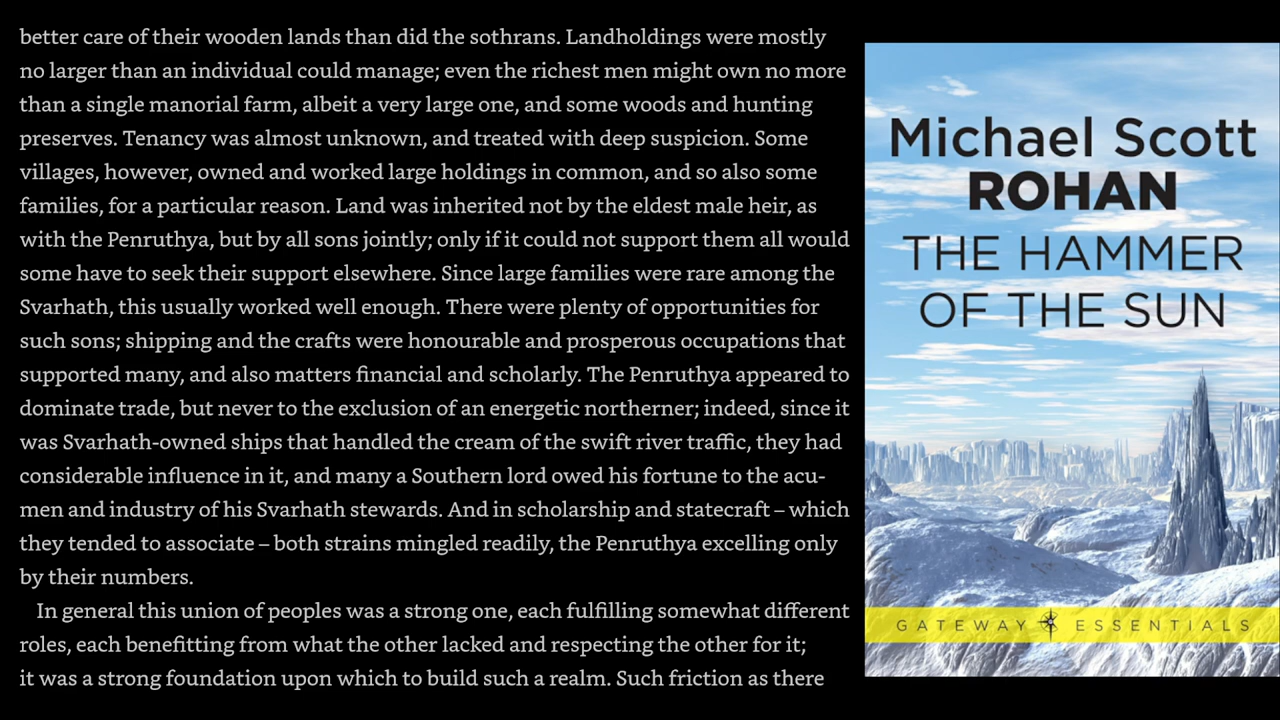 better care of their wooden lands than did the sothrans. Landholdings were mostly
no larger than an individual could manage; even the richest men might own no more
than a single manorial farm, albeit a very large one, and some woods and hunting
preserves. Tenancy was almost unknown, and treated with deep suspicion. Some
villages, however, owned and worked large holdings in common, and so also some
families, for a particular reason. Land was inherited not by the eldest male heir, as
with the Penruthya, but by all sons jointly; only if it could not support them all would
some have to seek their support elsewhere. Since large families were rare among the
Svarhath, this usually worked well enough. There were plenty of opportunities for
such sons; shipping and the crafts were honourable and prosperous occupations that
supported many, and also matters financial and scholarly. The Penruthya appeared to
dominate trade, but never to the exclusion of an energetic northerner; indeed, since it
was Svarhath-owned ships that handled the cream of the swift river traffic, they had
considerable influence in it, and many a Southern lord owed his fortune to the acu-
men and industry of his Svarhath stewards. And in scholarship and statecraft – which
they tended to associate – both strains mingled readily, the Penruthya excelling only
by their numbers.
In general this union of peoples was a strong one, each fulfilling somewhat different
roles, each benefitting from what the other lacked and respecting the other for it;
it was a strong foundation upon which to build such a realm. Such friction as there
Michael Scott
ROHAN
THE HAMMER
OF THE SUN
GATEWAY ESSENTIALS